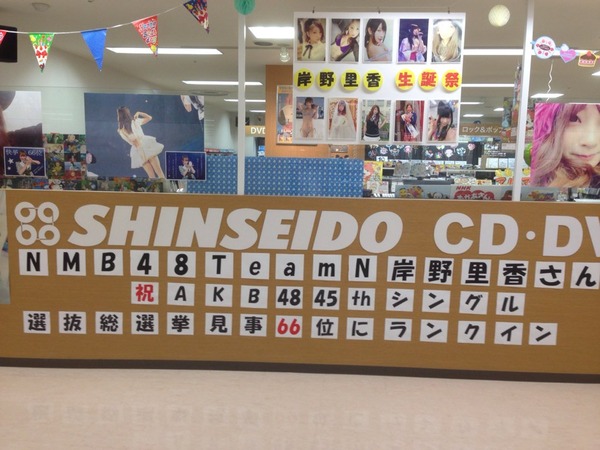 岸野里香生誕祭
DVD
ロック&ポップ
SHINSEIDO CD・DV
NMB48TeamN岸野里香さん
祝AKB4845thシングル
選抜総選挙見事66位にランクイン